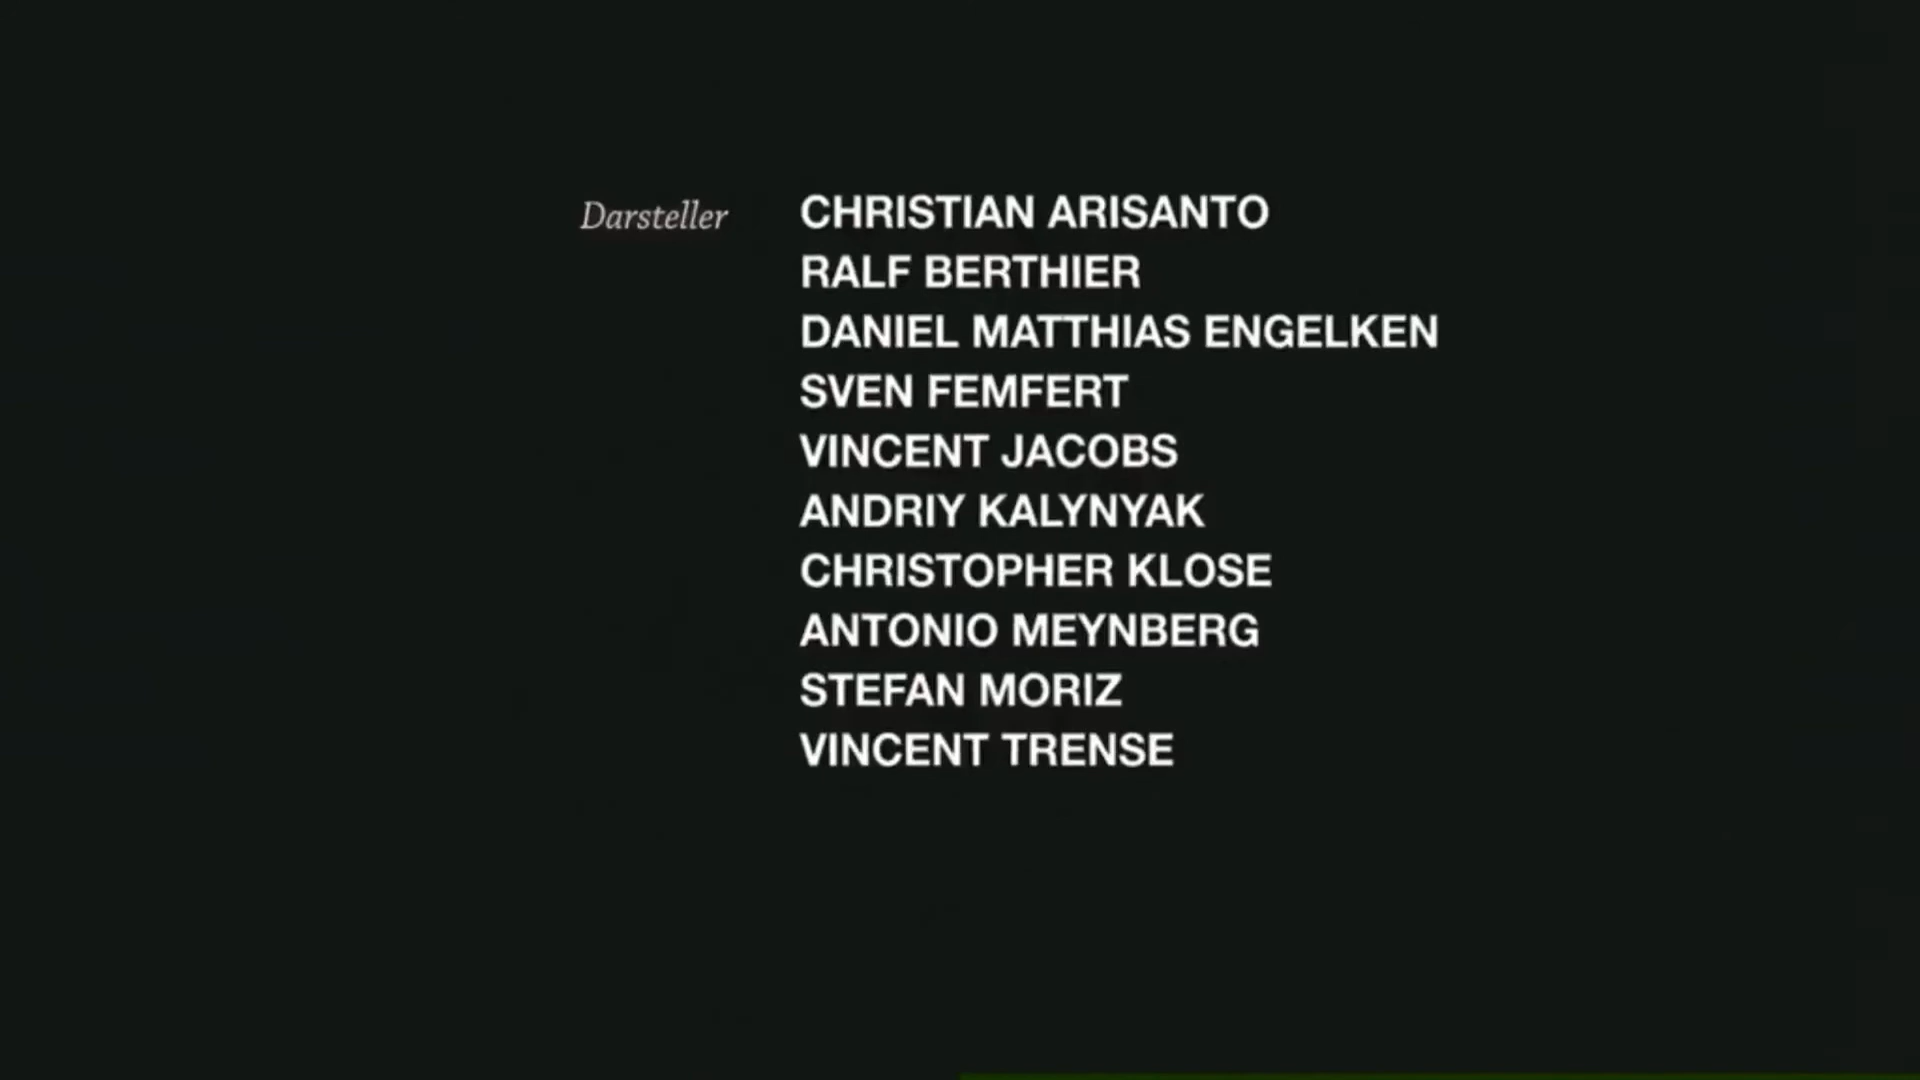 Darsteller CHRISTIAN ARISANTO
RALF BERTHIER
DANIEL MATTHIAS ENGELKEN
SVEN FEMFERT
VINCENT JACOBS
ANDRIY KALYNYAK
CHRISTOPHER KLOSE
ANTONIO MEYNBERG
STEFAN MORIZ
VINCENT TRENSE